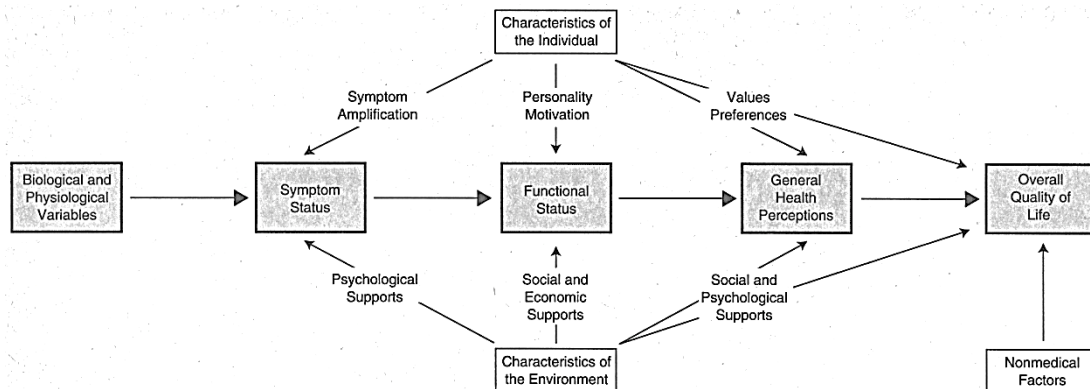 Characteristics of
the Individual
Symptom
Amplification
Personality
Motivation
Values
Preferences
Biological and
Physiological
Variables
Symptom
Status
Functional
Status
General
Health
Perceptions
Overall
Quality of
Life
Psychological
Supports
Social and
Economic
Supports
Social and
Psychological
Supports
Characteristics of
the Environment
Nonmedical
Factors